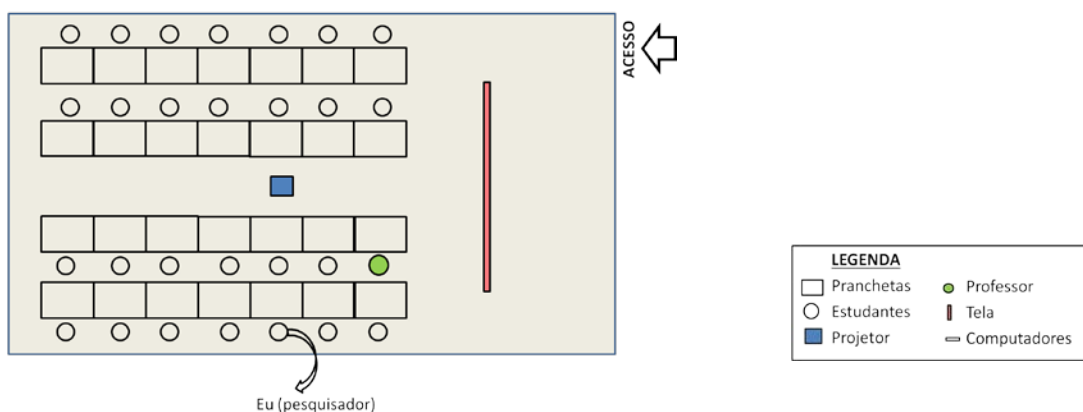 ACESSO
LEGENDA
Pranchetas
Professor
Estudantes
Tela
Projetor
Computadores
Eu (pesquisador)